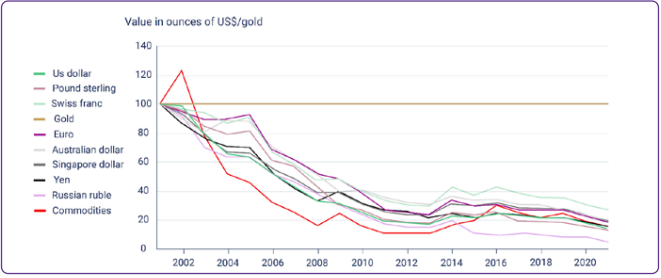 Value in ounces of US$/gold
140
120
100
80
60
40
20
0
Us dollar
Pound sterling
Swiss franc
Gold
Euro
Australian dollar
Singapore dollar
Yen
Russian ruble
Commodities
2002 2004 2006 2008 2010 2012 2014 2016 2018 2020